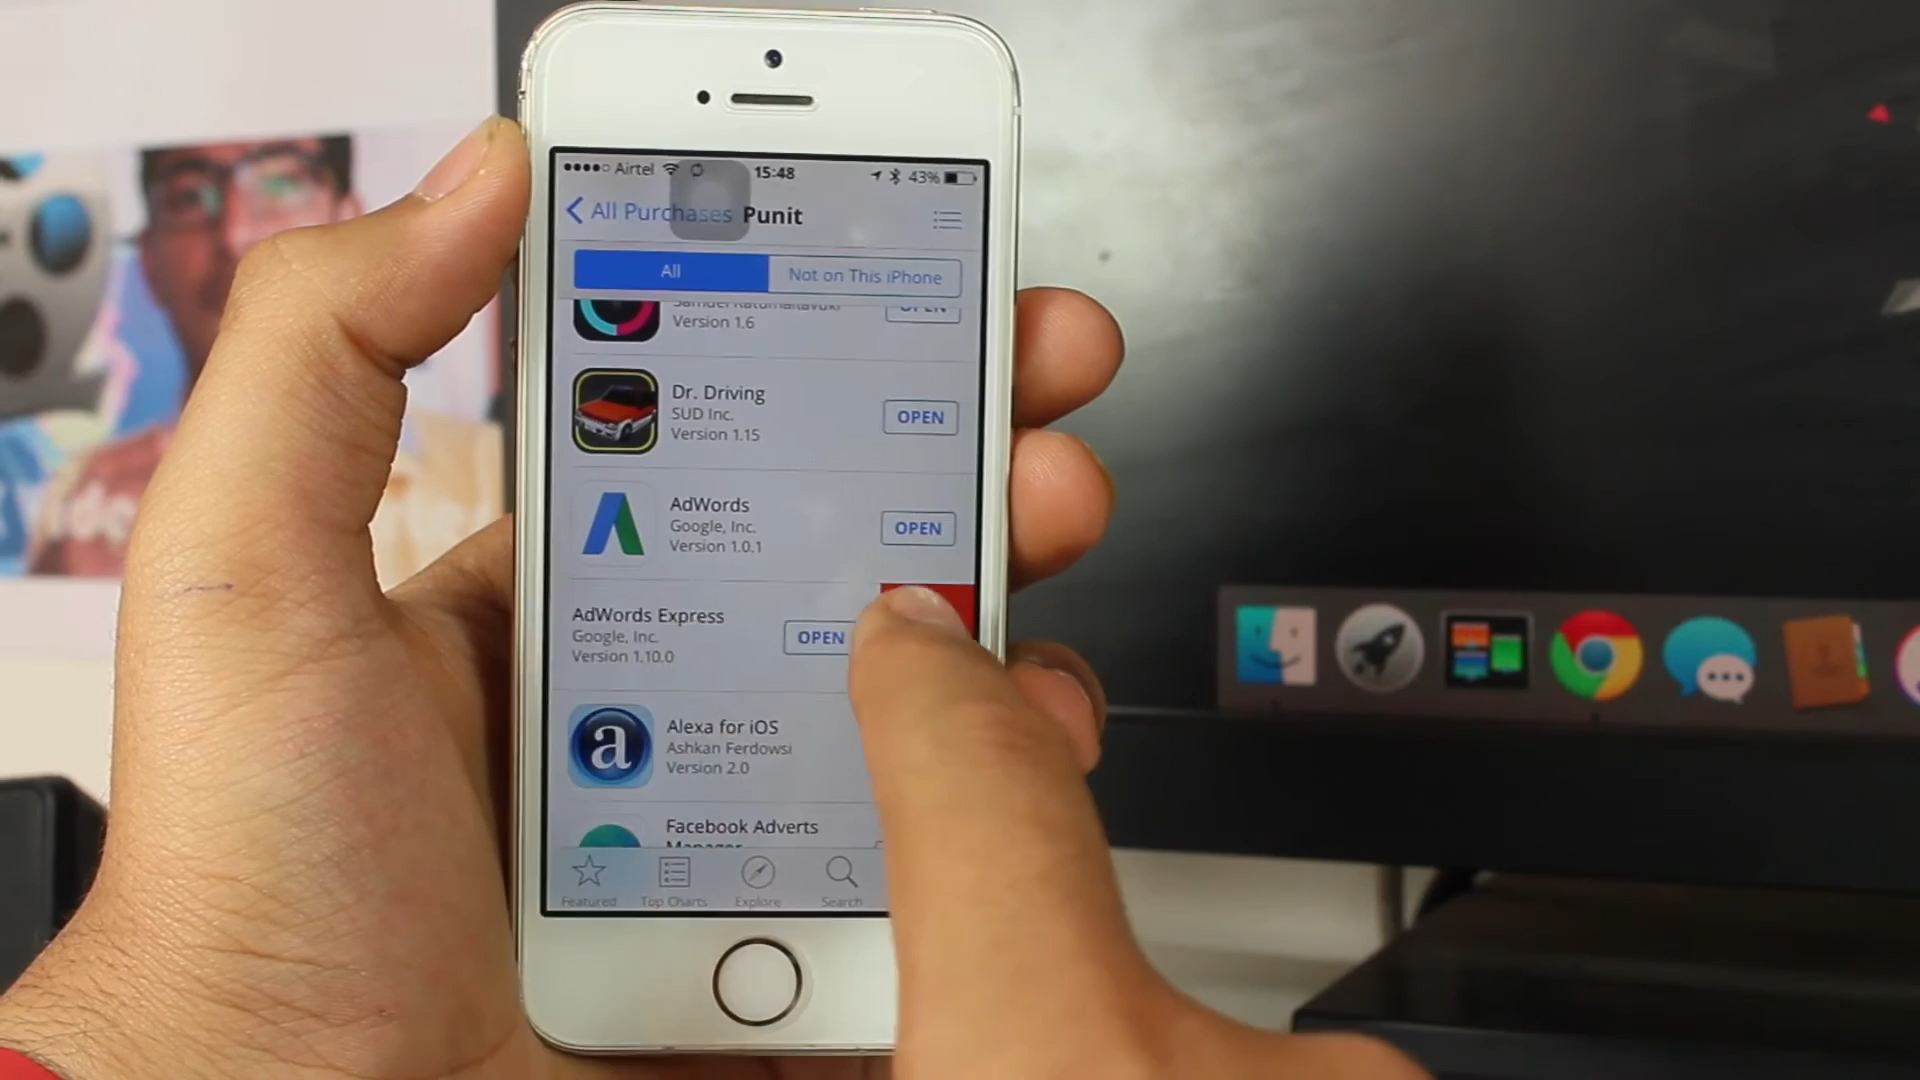 Airtel 15:48 43%
All Purchases Punit
All Not on This iPhone
Version 1.6 OPEN
Dr. Driving
SUD Inc.
Version 1.15
OPEN
AdWords
Google, Inc.
Version 1.0.1
OPEN
AdWords Express
Google, Inc.
Version 1.10.0
OPEN
a
Alexa for iOS
Ashkan Ferdowsi
Version 2.0
Facebook Adverts
Manager
Featured Top Charts Explore Search